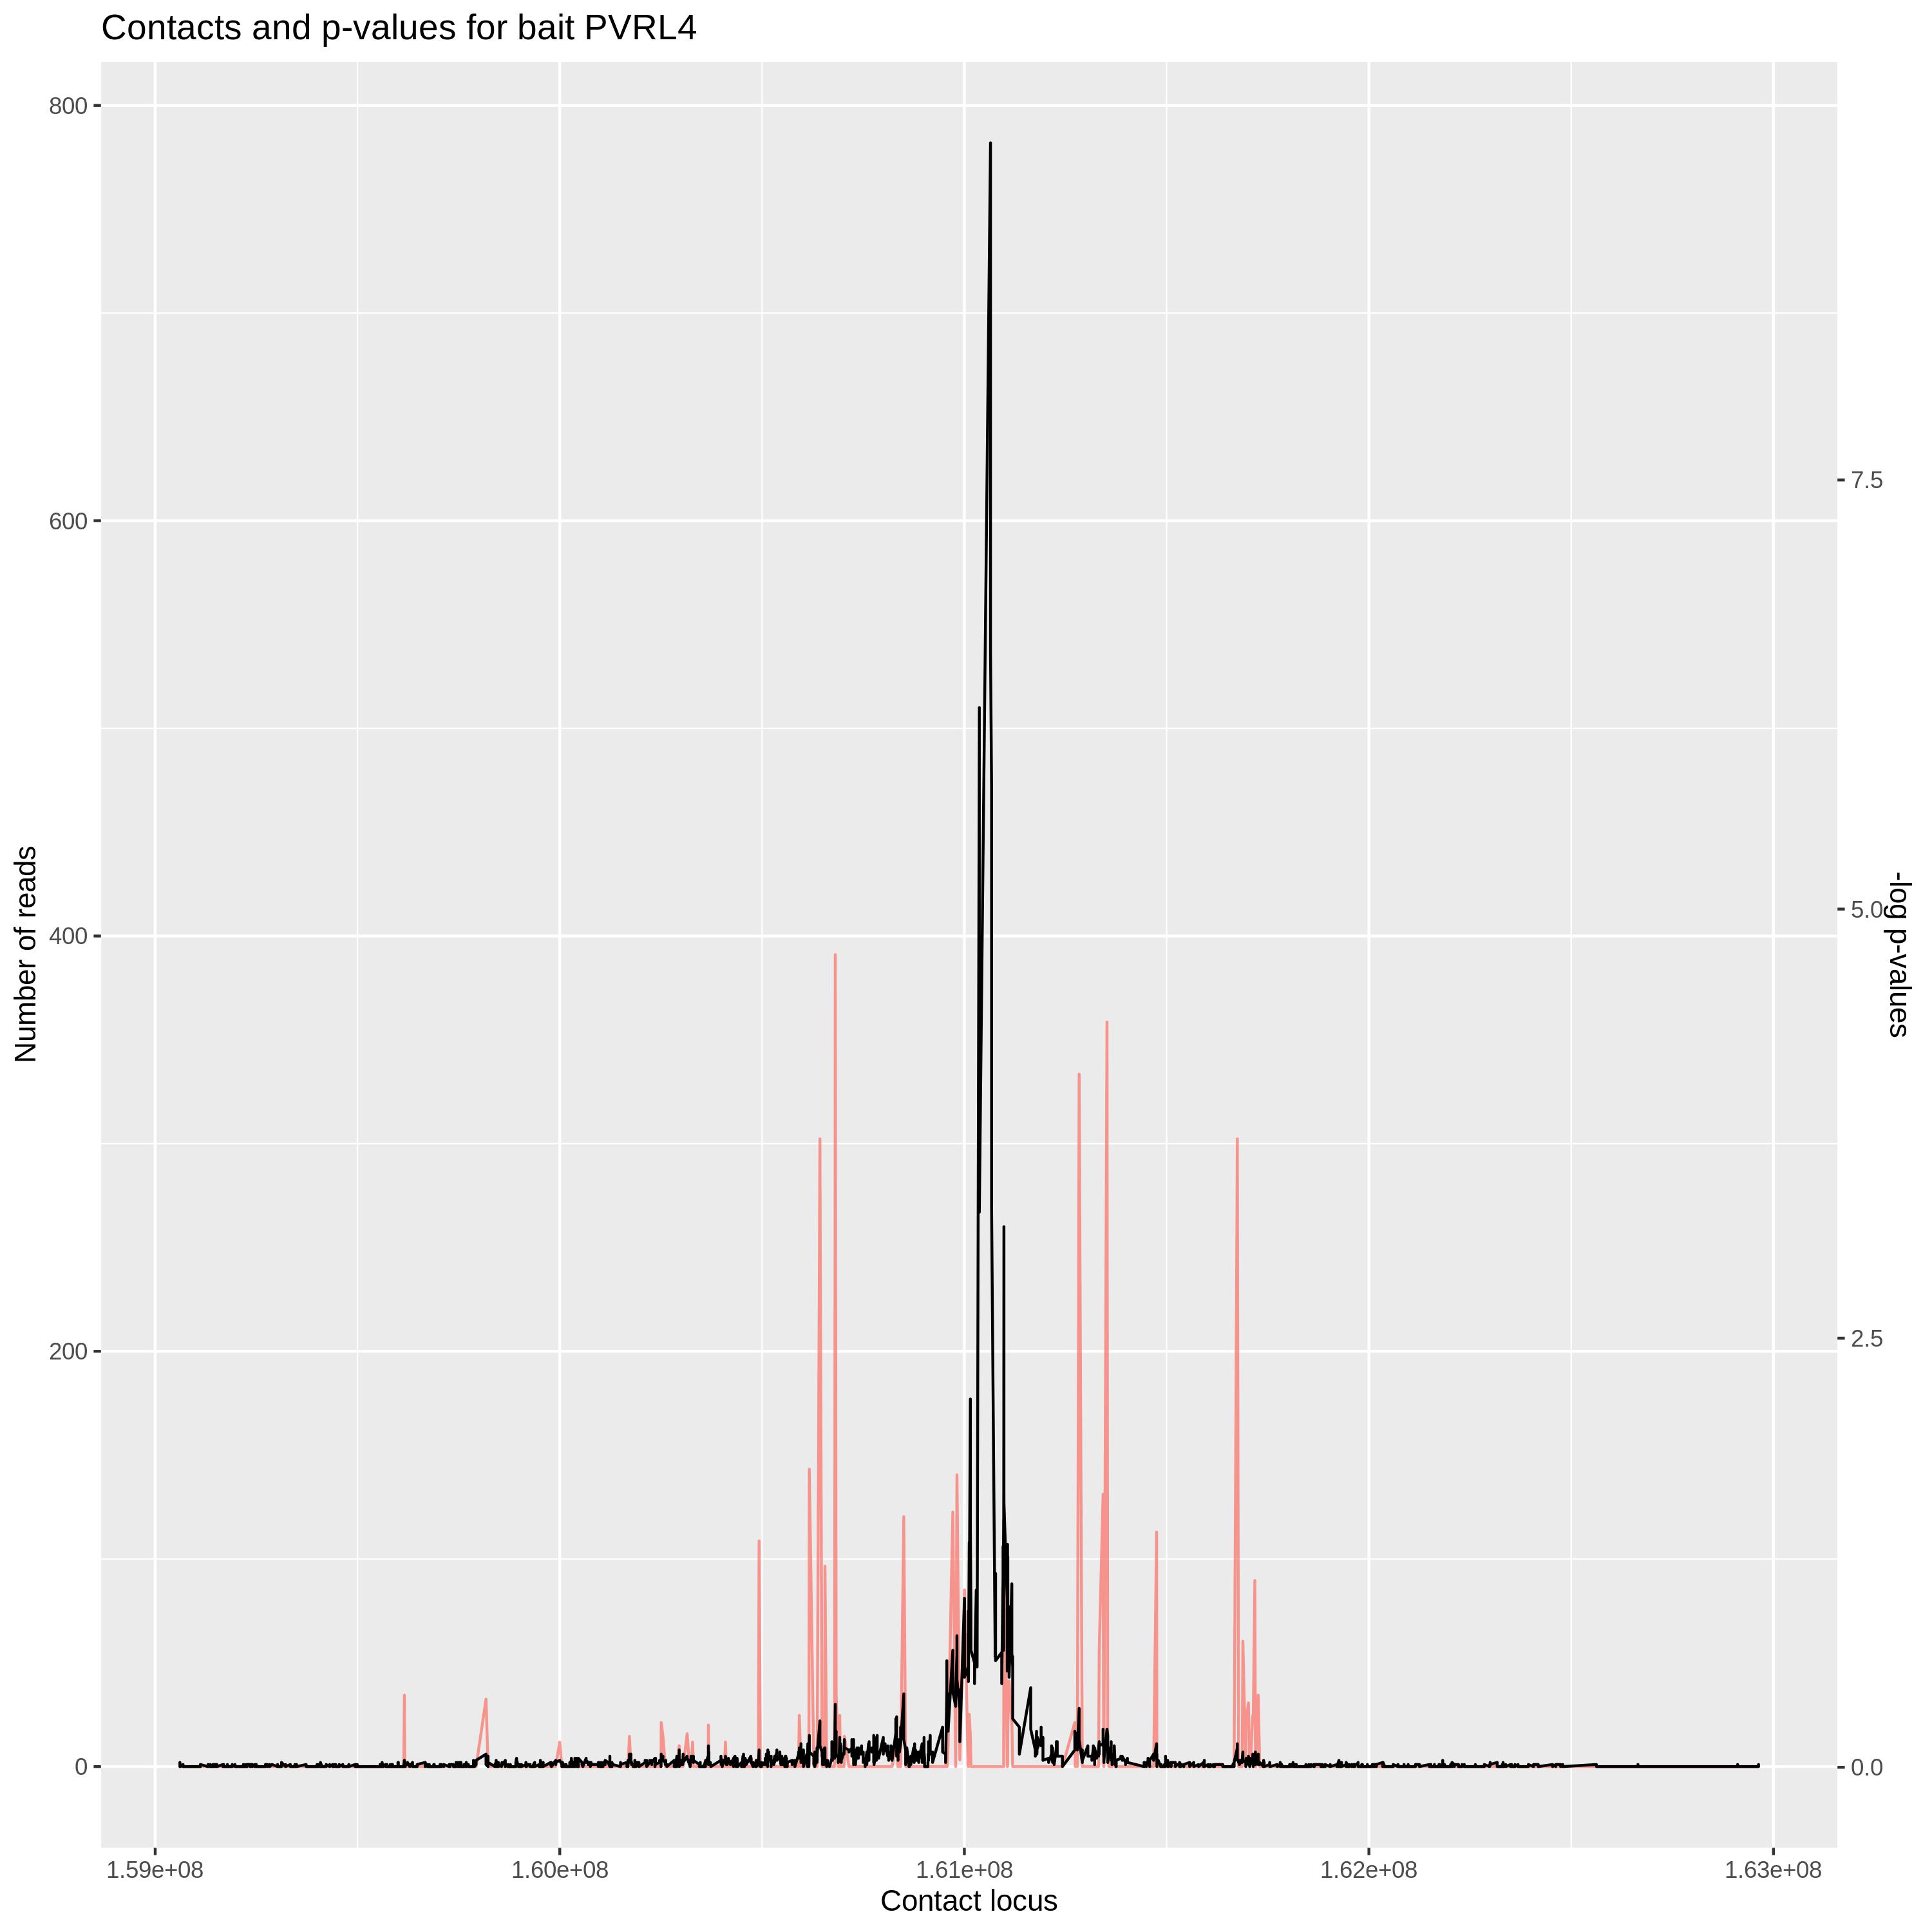 Contacts and p-values for bait PVRL4
800
600
400
200
0
Number of reads
7.5
5.0
2.5
0.0
-log p-values
1.59e+08
1.60e+08
1.61e+08
1.62e+08
1.63e+08
Contact locus